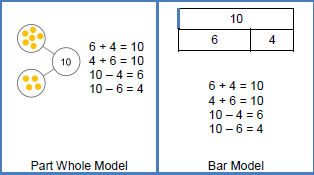 10
6 + 4 = 10
4 + 6 = 10
10 – 4 = 6
10 – 6 = 4
Part Whole Model
10
6 4
6 + 4 = 10
4 + 6 = 10
10 – 4 = 6
10 – 6 = 4
Bar Model